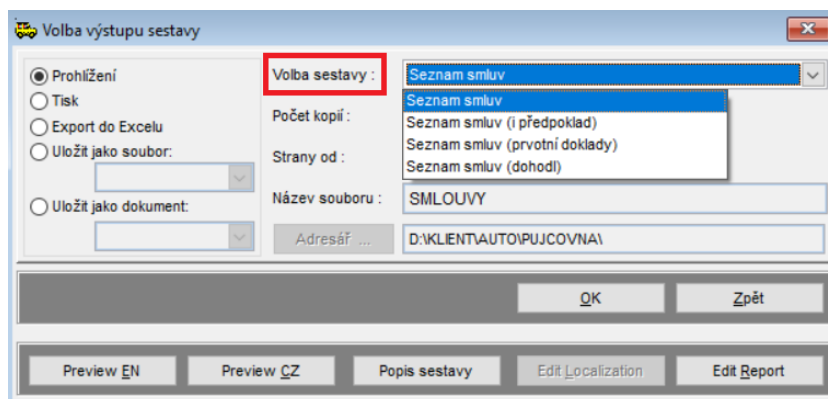 Volba výstupu sestavy
Prohlížení
Tisk
Export do Excelu
Uložit jako soubor:
Uložit jako dokument:
Volba sestavy :
Seznam smluv
Seznam smluv
Seznam smluv (i předpoklad)
Seznam smluv (prvotní doklady)
Seznam smluv (dohodl)
Počet kopií :
Strany od :
Název souboru :
SMLOUVY
Adresář ...
D:\KLIENT\AUTO\PUJCOVNA\
OK
Zpět
Preview EN
Preview CZ
Popis sestavy
Edit Localization
Edit Report